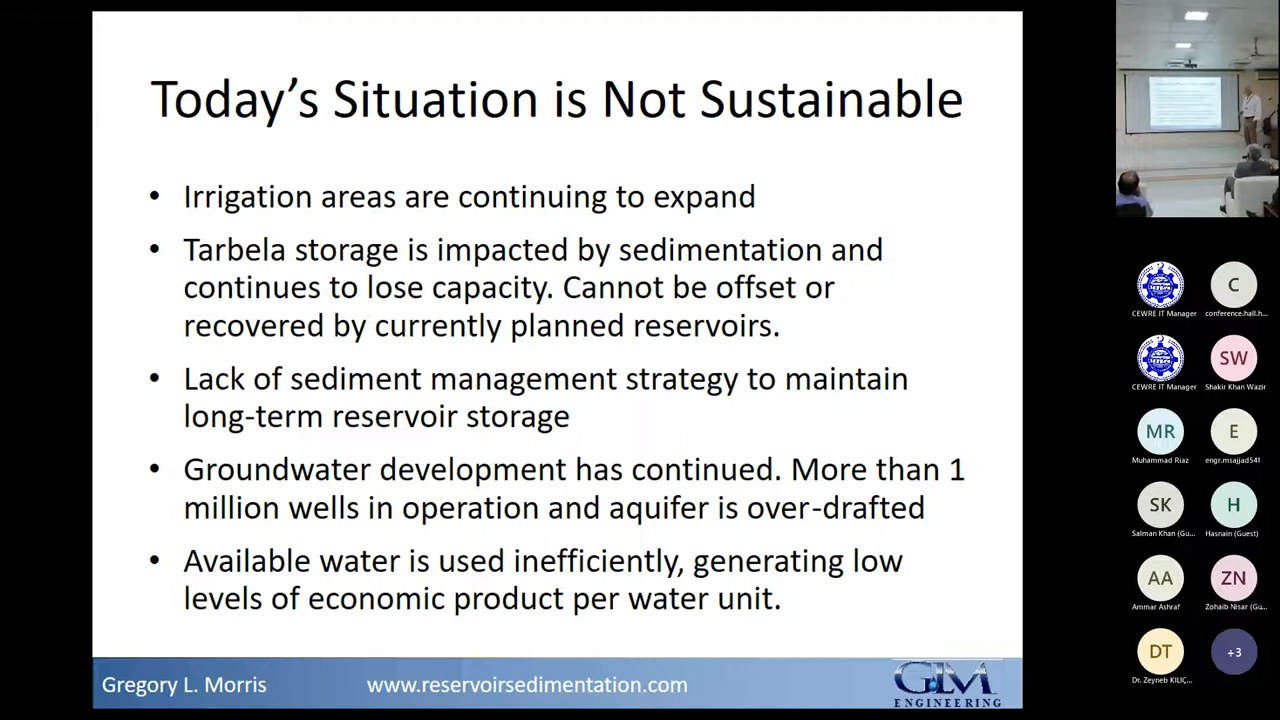 Today's Situation is Not Sustainable
• Irrigation areas are continuing to expand
• Tarbela storage is impacted by sedimentation and
continues to lose capacity. Cannot be offset or
recovered by currently planned reservoirs.
• Lack of sediment management strategy to maintain
long-term reservoir storage
• Groundwater development has continued. More than 1
million wells in operation and aquifer is over-drafted
• Available water is used inefficiently, generating low
levels of economic product per water unit.
Gregory L. Morris
www.reservoirsedimentation.com
GLM
ENGINEERING
C
CEWRE IT Manager
conference.hall.h...
SW
CEWRE IT Manager
Shakir Khan Wazir
MR
E
Muhammad Riaz
engr.msajjad541
SK
H
Salman Khan (Gu...
Hasnain (Guest)
AA
ZN
Ammar Ashraf
Zohaib Nisar (Gu...
DT
+3
Dr. Zeyneb KILIÇ...